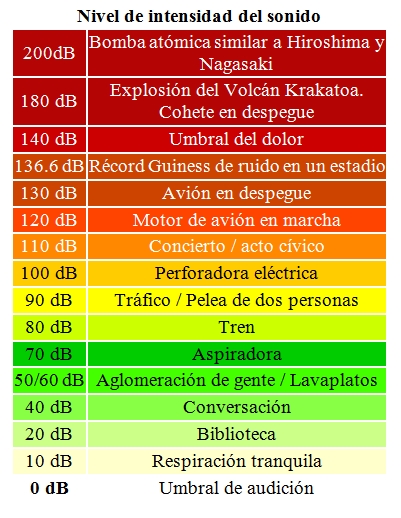 Nivel de intensidad del sonido
200dB Bomba atómica similar a Hiroshima y
Nagasaki
180 dB Explosión del Volcán Krakatoa.
Cohete en despegue
140 dB Umbral del dolor
136.6 dB Récord Guiness de ruido en un estadio
130 dB Avión en despegue
120 dB Motor de avión en marcha
110 dB Concierto / acto cívico
100 dB Perforadora eléctrica
90 dB Tráfico / Pelea de dos personas
80 dB Tren
70 dB Aspiradora
50/60 dB Aglomeración de gente / Lavaplatos
40 dB Conversación
20 dB Biblioteca
10 dB Respiración tranquila
0 dB Umbral de audición